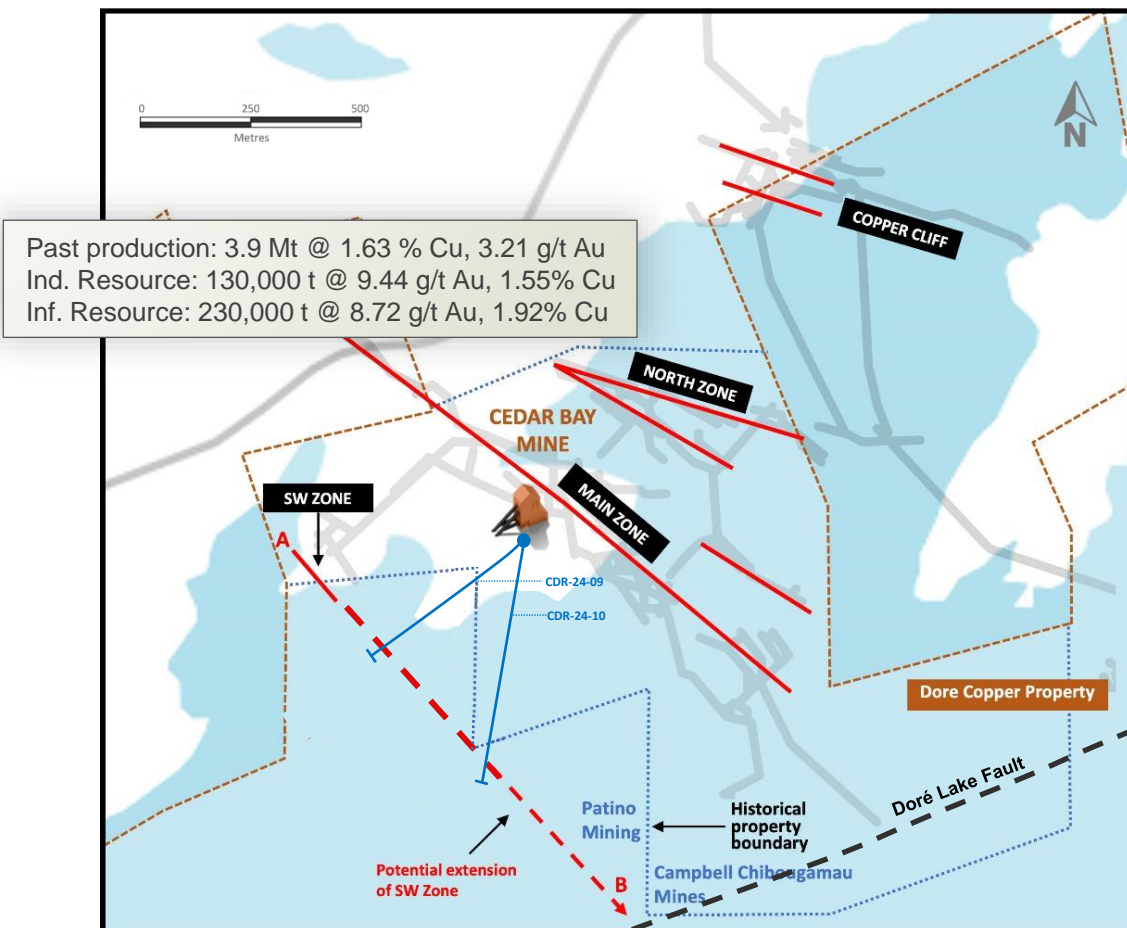 0 250 500
Metres
N
COPPER CLIFF
Past production: 3.9 Mt @ 1.63 % Cu, 3.21 g/t Au
Ind. Resource: 130,000 t @ 9.44 g/t Au, 1.55% Cu
Inf. Resource: 230,000 t @ 8.72 g/t Au, 1.92% Cu
NORTH ZONE
CEDAR BAY
MINE
MAIN ZONE
SW ZONE
A
CDR-24-09
CDR-24-10
Dore Copper Property
Doré Lake Fault
Patino
Mining
Historical
property
boundary
Potential extension
of SW Zone
B
Campbell Chibougamau
Mines